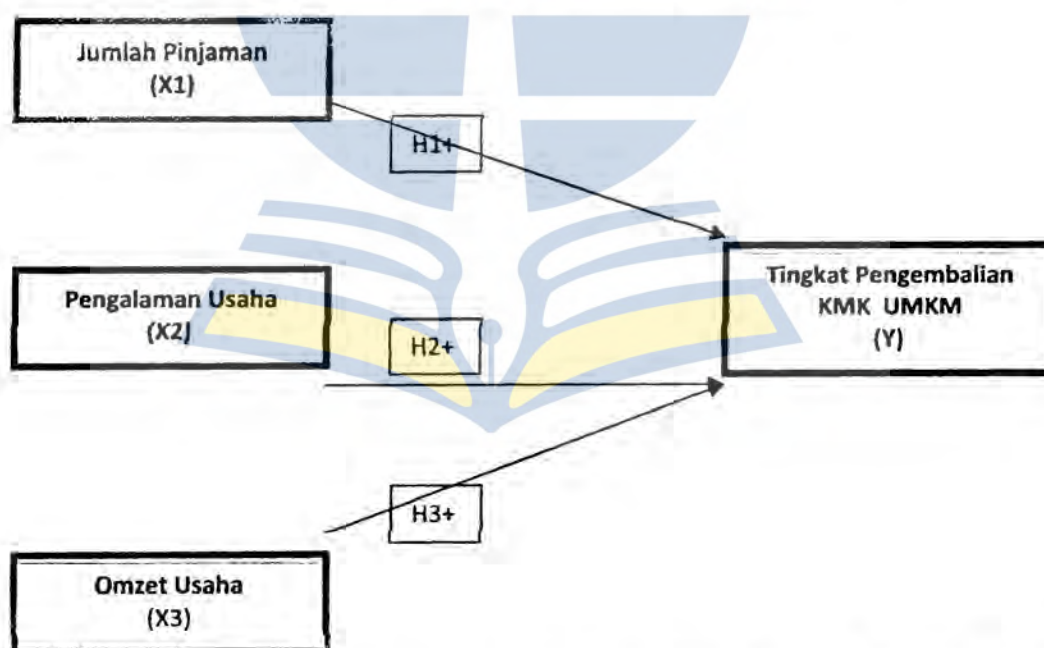 Jumlah Pinjaman
(X1)
H1+
Pengalaman Usaha
(X2)
H2+
Tingkat Pengembalian
KMK UMKM
(Y)
H3+
Omzet Usaha
(X3)